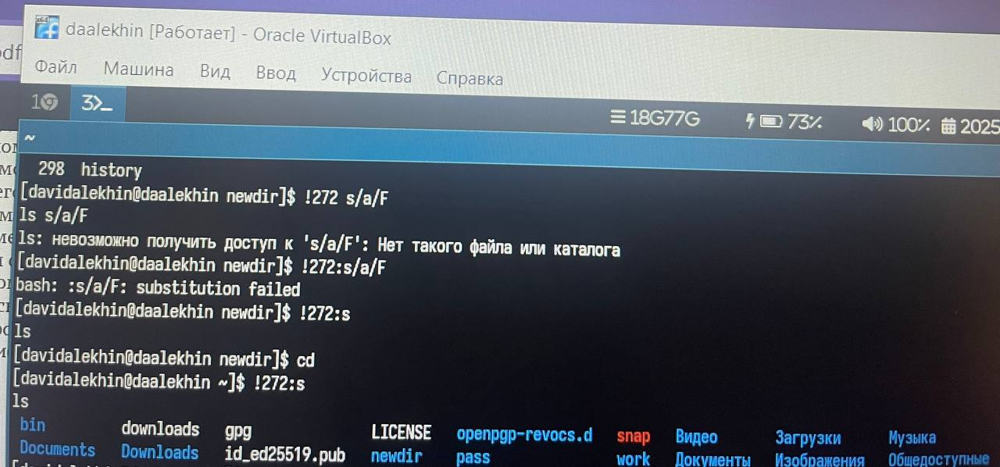 daalekhin [Работает] - Oracle VirtualBox
Файл Машина Вид Ввод Устройства Справка
1 3>_ 18G77G 73% 100% 2025
~
298 history
[davidalekhin@daalekhin newdir]$ !272 s/a/F
ls s/a/F
ls: невозможно получить доступ к 's/a/F': Нет такого файла или каталога
[davidalekhin@daalekhin newdir]$ !272:s/a/F
bash: :s/a/F: substitution failed
[davidalekhin@daalekhin newdir]$ !272:s
ls
[davidalekhin@daalekhin newdir]$ cd
[davidalekhin@daalekhin ~]$ !272:s
ls
bin downloads gpg LICENSE openpgp-revocs.d snap Видео Загрузки Музыка
Documents Downloads id_ed25519.pub newdir pass work Документы Изображения Общедоступные